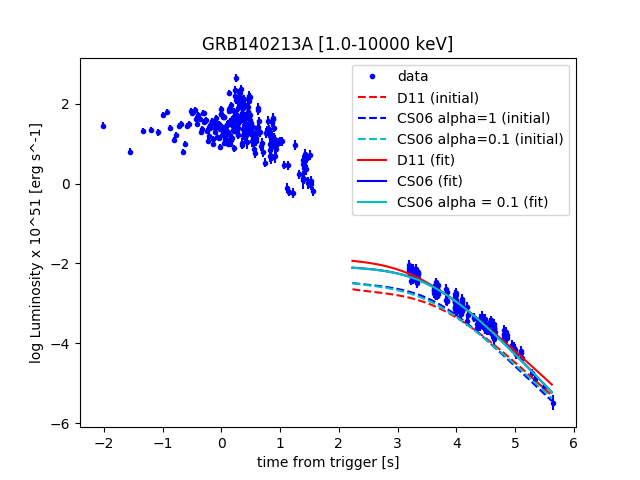 GRB140213A [1.0-10000 keV]
data
D11 (initial)
CS06 alpha=1 (initial)
CS06 alpha=0.1 (initial)
D11 (fit)
CS06 (fit)
CS06 alpha = 0.1 (fit)
log Luminosity x 10^51 [erg s^-1]
2
0
−2
−4
−6
−2 −1 0 1 2 3 4 5 6
time from trigger [s]